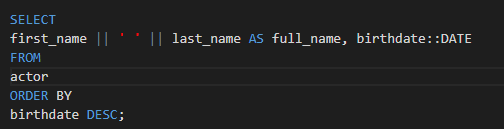 SELECT
first_name || ' ' || last_name AS full_name, birthdate::DATE
FROM
actor
ORDER BY
birthdate DESC;